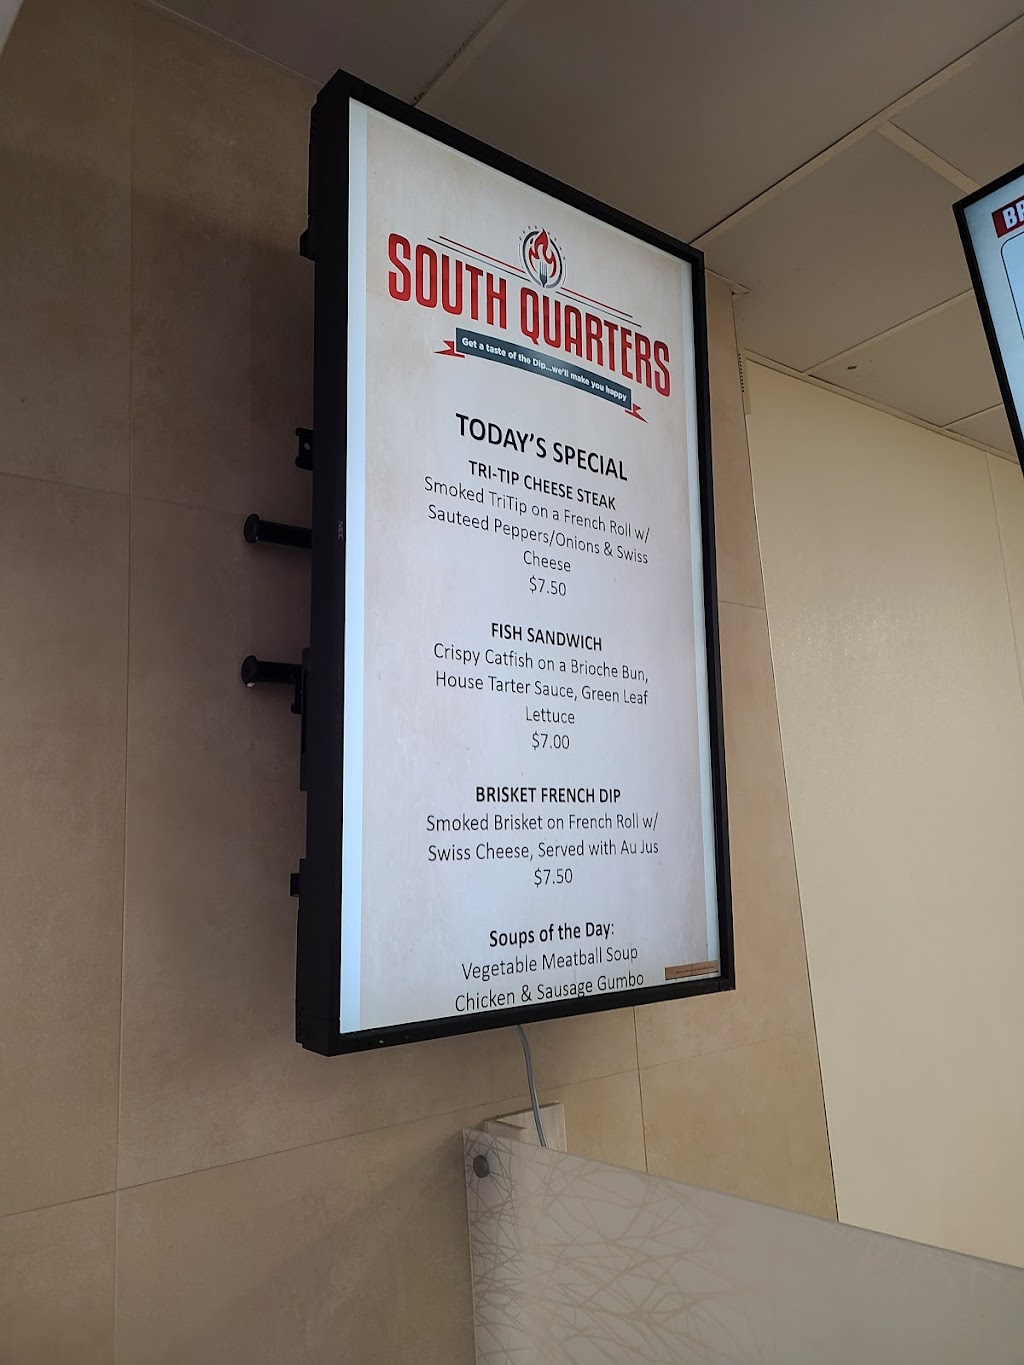 SOUTH QUARTERS
Get a taste of the Dip...we'll make you happy
TODAY'S SPECIAL
TRI-TIP CHEESE STEAK
Smoked TriTip on a French Roll w/
Sauteed Peppers/Onions & Swiss
Cheese
$7.50
FISH SANDWICH
Crispy Catfish on a Brioche Bun,
House Tarter Sauce, Green Leaf
Lettuce
$7.00
BRISKET FRENCH DIP
Smoked Brisket on French Roll w/
Swiss Cheese, Served with Au Jus
$7.50
Soups of the Day:
Vegetable Meatball Soup
Chicken & Sausage Gumbo
NEC